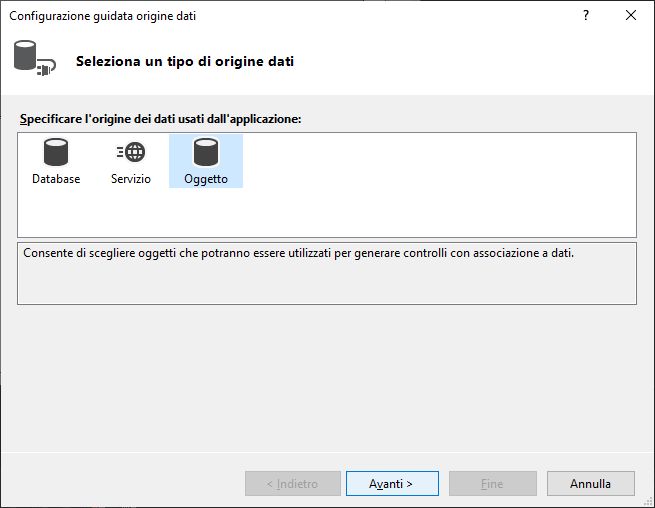 Configurazione guidata origine dati
?
Seleziona un tipo di origine dati
Specificare l'origine dei dati usati dall'applicazione:
Database Servizio Oggetto
Consente di scegliere oggetti che potranno essere utilizzati per generare controlli con associazione a dati.
< Indietro Avanti > Fine Annulla